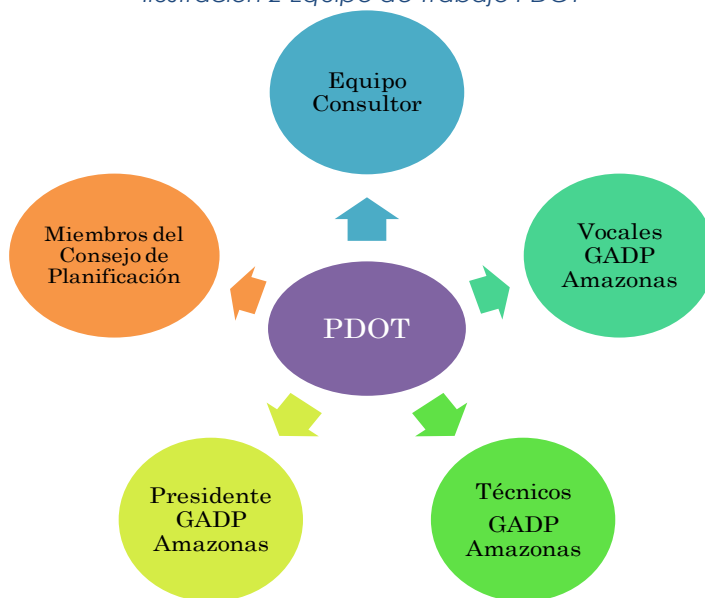 Equipo
Consultor
Miembros del
Consejo de
Planificación
Vocales
GADP
Amazonas
PDOT
Presidente
GADP
Amazonas
Técnicos
GADP
Amazonas